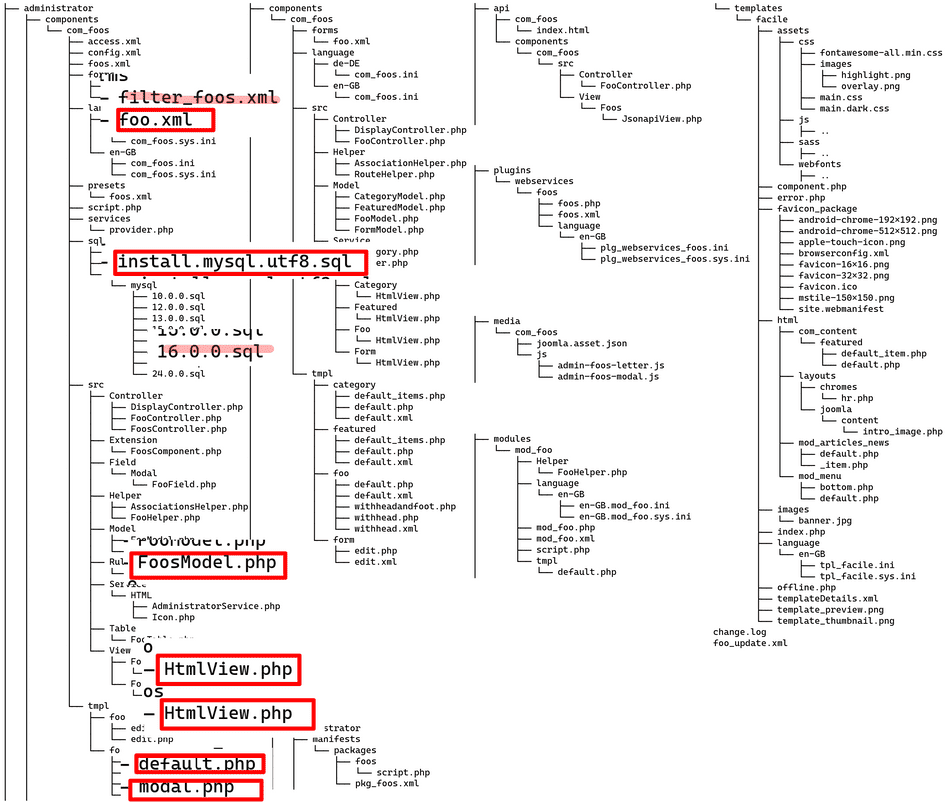 administrator
components
com_foos
access.xml
config.xml
foos.xml
forms
filter_foos.xml
foo.xml
com_foos.sys.ini
en-GB
com_foos.ini
com_foos.sys.ini
presets
foos.xml
script.php
services
provider.php
sql
install.mysql.utf8.sql
mysql
10.0.0.sql
12.0.0.sql
13.0.0.sql
16.0.0.sql
24.0.0.sql
src
Controller
DisplayController.php
FooController.php
FoosController.php
Extension
FoosComponent.php
Field
Modal
FooField.php
Helper
AssociationsHelper.php
FooHelper.php
Model
FooModel.php
FoosModel.php
HTML
AdministratorService.php
Icon.php
Table
View
HtmlView.php
HtmlView.php
tmpl
foo
edit.php
default.php
modal.php
components
com_foos
forms
foo.xml
language
de-DE
com_foos.ini
en-GB
com_foos.ini
src
Controller
DisplayController.php
FooController.php
Helper
AssociationHelper.php
RouteHelper.php
Model
CategoryModel.php
FeaturedModel.php
FooModel.php
FormModel.php
Service
gory.php
er.php
Category
HtmlView.php
Featured
HtmlView.php
Foo
HtmlView.php
Form
HtmlView.php
tmpl
category
default_items.php
default.php
default.xml
featured
default_items.php
default.php
default.xml
foo
default.php
default.xml
withheadandfoot.php
withhead.php
withhead.xml
form
edit.php
edit.xml
strator
manifests
packages
foos
script.php
pkg_foos.xml
api
com_foos
index.html
components
com_foos
src
Controller
FooController.php
View
Foos
JsonapiView.php
plugins
webservices
foos
foos.php
foos.xml
language
en-GB
plg_webservices_foos.ini
plg_webservices_foos.sys.ini
media
com_foos
joomla.asset.json
js
admin-foos-letter.js
admin-foos-modal.js
modules
mod_foo
Helper
FooHelper.php
language
en-GB
en-GB.mod_foo.ini
en-GB.mod_foo.sys.ini
mod_foo.php
mod_foo.xml
script.php
tmpl
default.php
templates
facile
assets
css
fontawesome-all.min.css
images
highlight.png
overlay.png
main.css
main.dark.css
js
..
sass
..
webfonts
..
component.php
error.php
favicon_package
android-chrome-192×192.png
android-chrome-512×512.png
apple-touch-icon.png
browserconfig.xml
favicon-16×16.png
favicon-32×32.png
favicon.ico
mstile-150×150.png
site.webmanifest
html
com_content
featured
default_item.php
default.php
layouts
chromes
hr.php
joomla
content
intro_image.php
mod_articles_news
default.php
_item.php
mod_menu
bottom.php
default.php
images
banner.jpg
index.php
language
en-GB
tpl_facile.ini
tpl_facile.sys.ini
offline.php
templateDetails.xml
template_preview.png
template_thumbnail.png
change.log
foo_update.xml